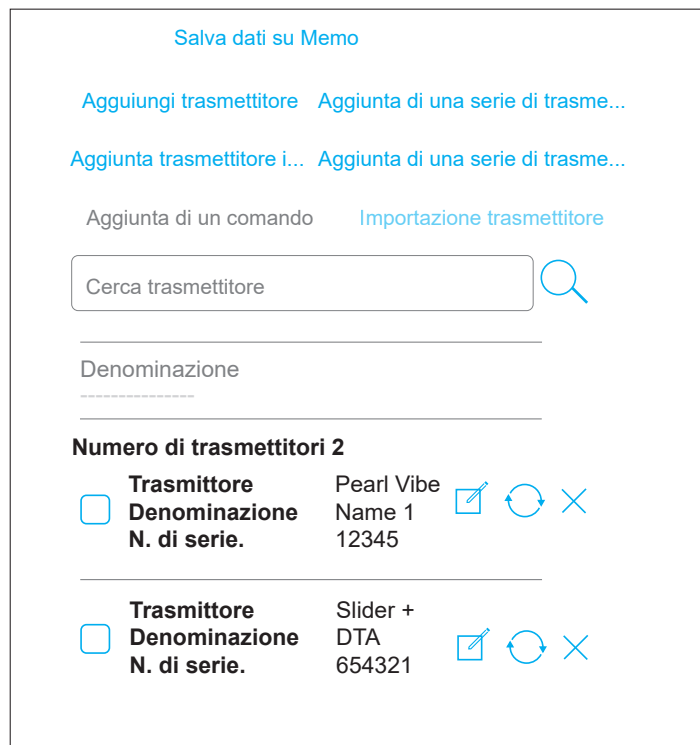 Salva dati su Memo
Agguiungi trasmettitore Aggiunta di una serie di trasme...
Aggiunta trasmettitore i... Aggiunta di una serie di trasme...
Aggiunta di un comando Importazione trasmettitore
Cerca trasmettitore
Denominazione
---------------
Numero di trasmettitori 2
Trasmittore Pearl Vibe
Denominazione Name 1
N. di serie. 12345
Trasmittore Slider +
Denominazione DTA
N. di serie. 654321